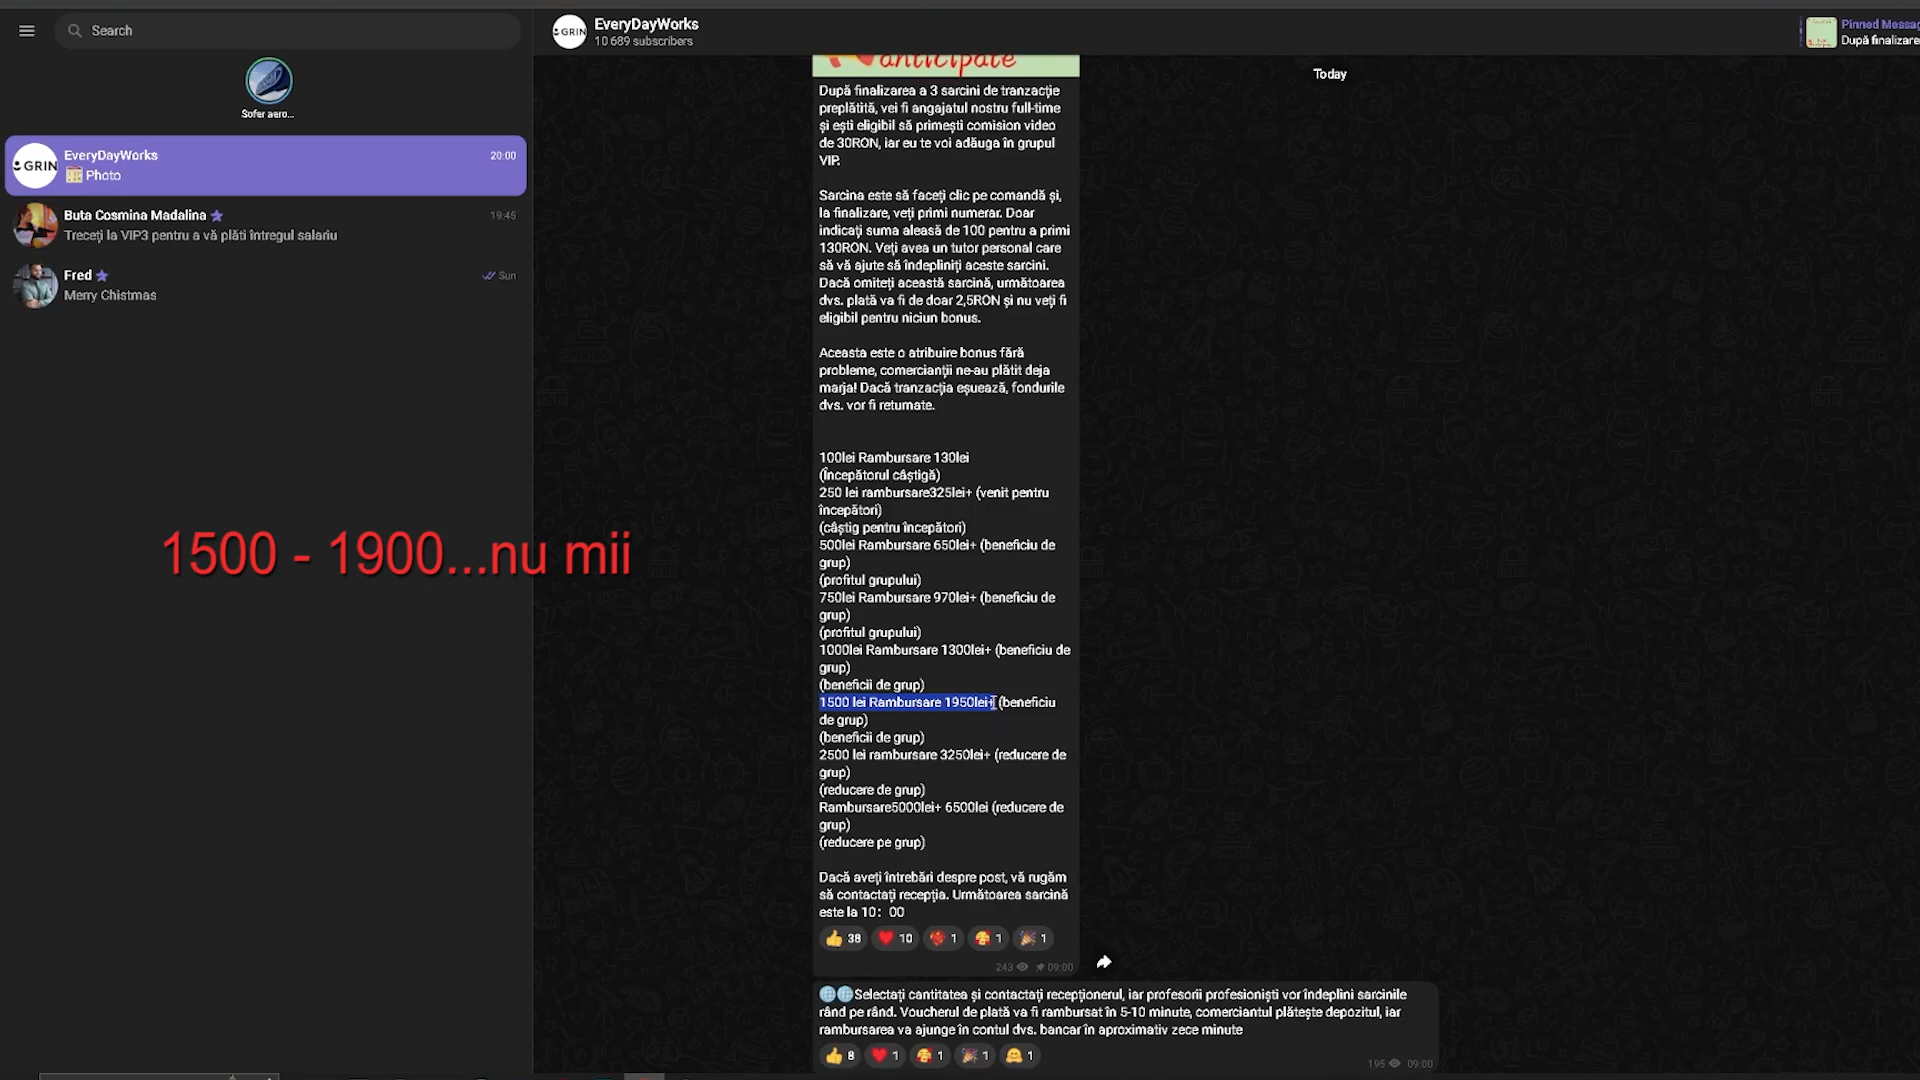 Search
Sofer aero...
GRIN
EveryDayWorks
20:00
Photo
Buta Cosmina Madalina
19:45
Treceți la VIP3 pentru a vă plăti întregul salariu
Fred
Sun
Merry Chistmas
1500 - 1900...nu mii
GRIN
EveryDayWorks
10 689 subscribers
Pinned Messag
După finalizare
Today
anticipate
După finalizarea a 3 sarcini de tranzacție
preplătită, vei fi angajatul nostru full-time
și ești eligibil să primești comision video
de 30RON, iar eu te voi adăuga în grupul
VIP.
Sarcina este să faceți clic pe comandă și,
la finalizare, veți primi numerar. Doar
indicați suma aleasă de 100 pentru a primi
130RON. Veți avea un tutor personal care
să vă ajute să îndepliniți aceste sarcini.
Dacă omiteți această sarcină, următoarea
dvs. plată va fi de doar 2,5RON și nu veți fi
eligibil pentru niciun bonus.
Aceasta este o atribuire bonus fără
probleme, comercianții ne-au plătit deja
marja! Dacă tranzacția eșuează, fondurile
dvs. vor fi returnate.
100lei Rambursare 130lei
(Începătorul câștigă)
250 lei rambursare325lei+ (venit pentru
începători)
(câștig pentru începători)
500lei Rambursare 650lei+ (beneficiu de
grup)
(profitul grupului)
750lei Rambursare 970lei+ (beneficiu de
grup)
(profitul grupului)
1000lei Rambursare 1300lei+ (beneficiu de
grup)
(beneficii de grup)
1500 lei Rambursare 1950lei+ (beneficiu
de grup)
(beneficii de grup)
2500 lei rambursare 3250lei+ (reducere de
grup)
(reducere de grup)
Rambursare5000lei+ 6500lei (reducere de
grup)
(reducere pe grup)
Dacă aveți întrebări despre post, vă rugăm
să contactați recepția. Următoarea sarcină
este la 10：00
38 10 1 1 1
243 09:00
Selectați cantitatea și contactați recepționerul, iar profesorii profesioniști vor îndeplini sarcinile
rând pe rând. Voucherul de plată va fi rambursat în 5-10 minute, comerciantul plătește depozitul, iar
rambursarea va ajunge în contul dvs. bancar în aproximativ zece minute
8 1 1 1 1
195 09:00